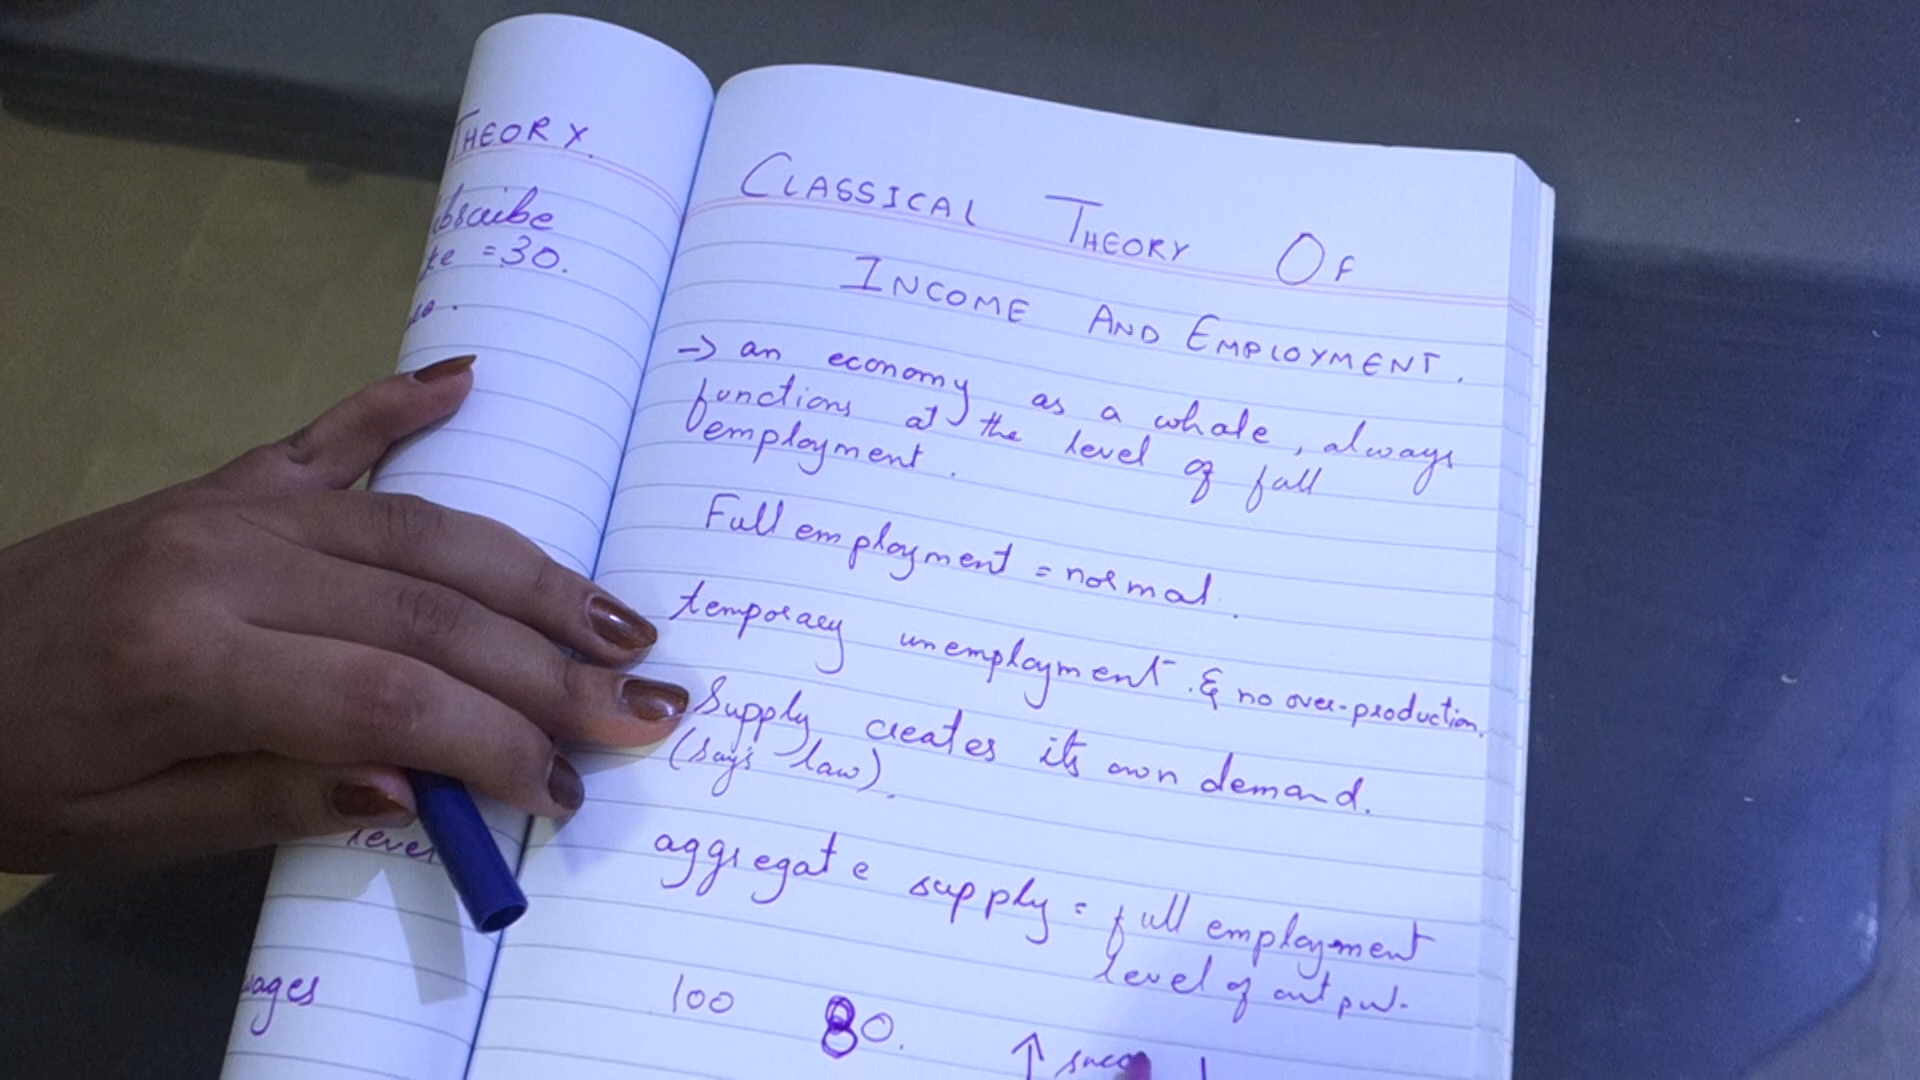 THEORY.
= 30.
level
wages
CLASSICAL THEORY OF
INCOME AND EMPLOYMENT.
-> an economy as a whole, always
functions at the level of full
employment.
Full employment = normal.
temporary unemployment. & no over-production.
Supply creates its own demand.
(say's law).
aggregate supply = full employment
level of output.
100 80.
↑